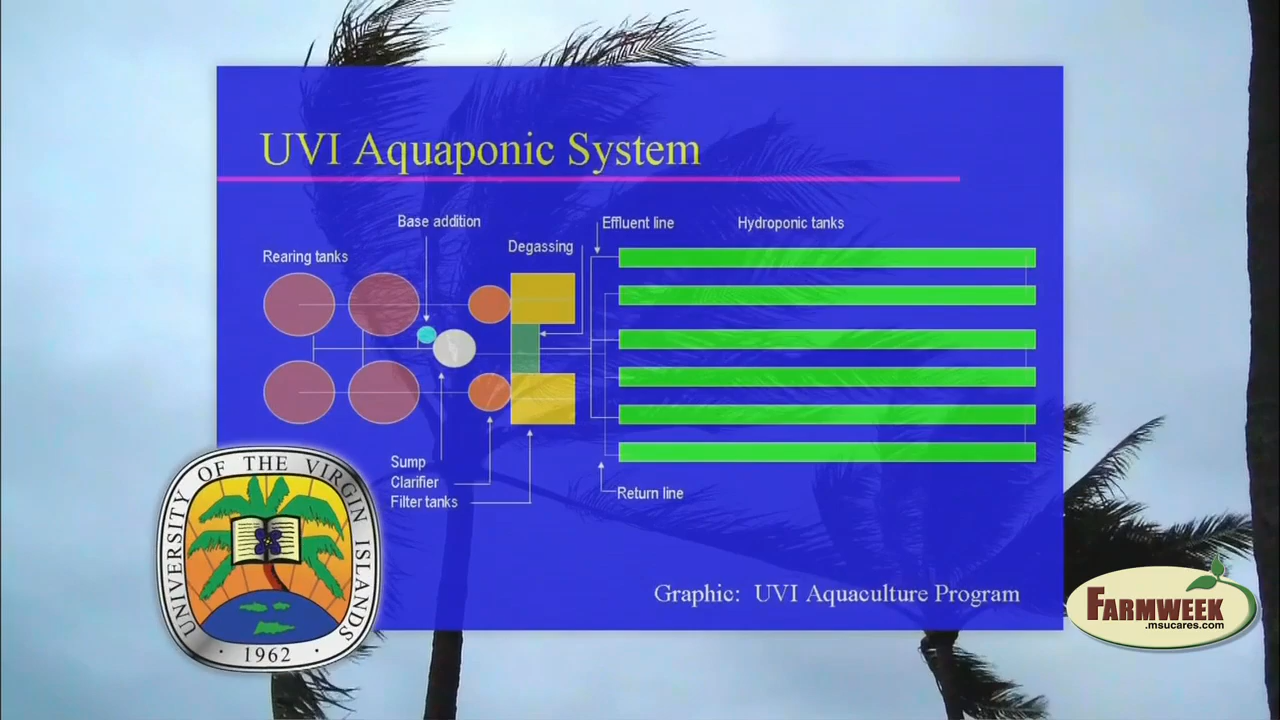 UVI Aquaponic System
Base addition
Effluent line
Hydroponic tanks
Degassing
Rearing tanks
Sump
Clarifier
Filter tanks
Return line
Graphic: UVI Aquaculture Program
UNIVERSITY OF THE VIRGIN ISLANDS
· 1962 ·
FARMWEEK
.msucares.com